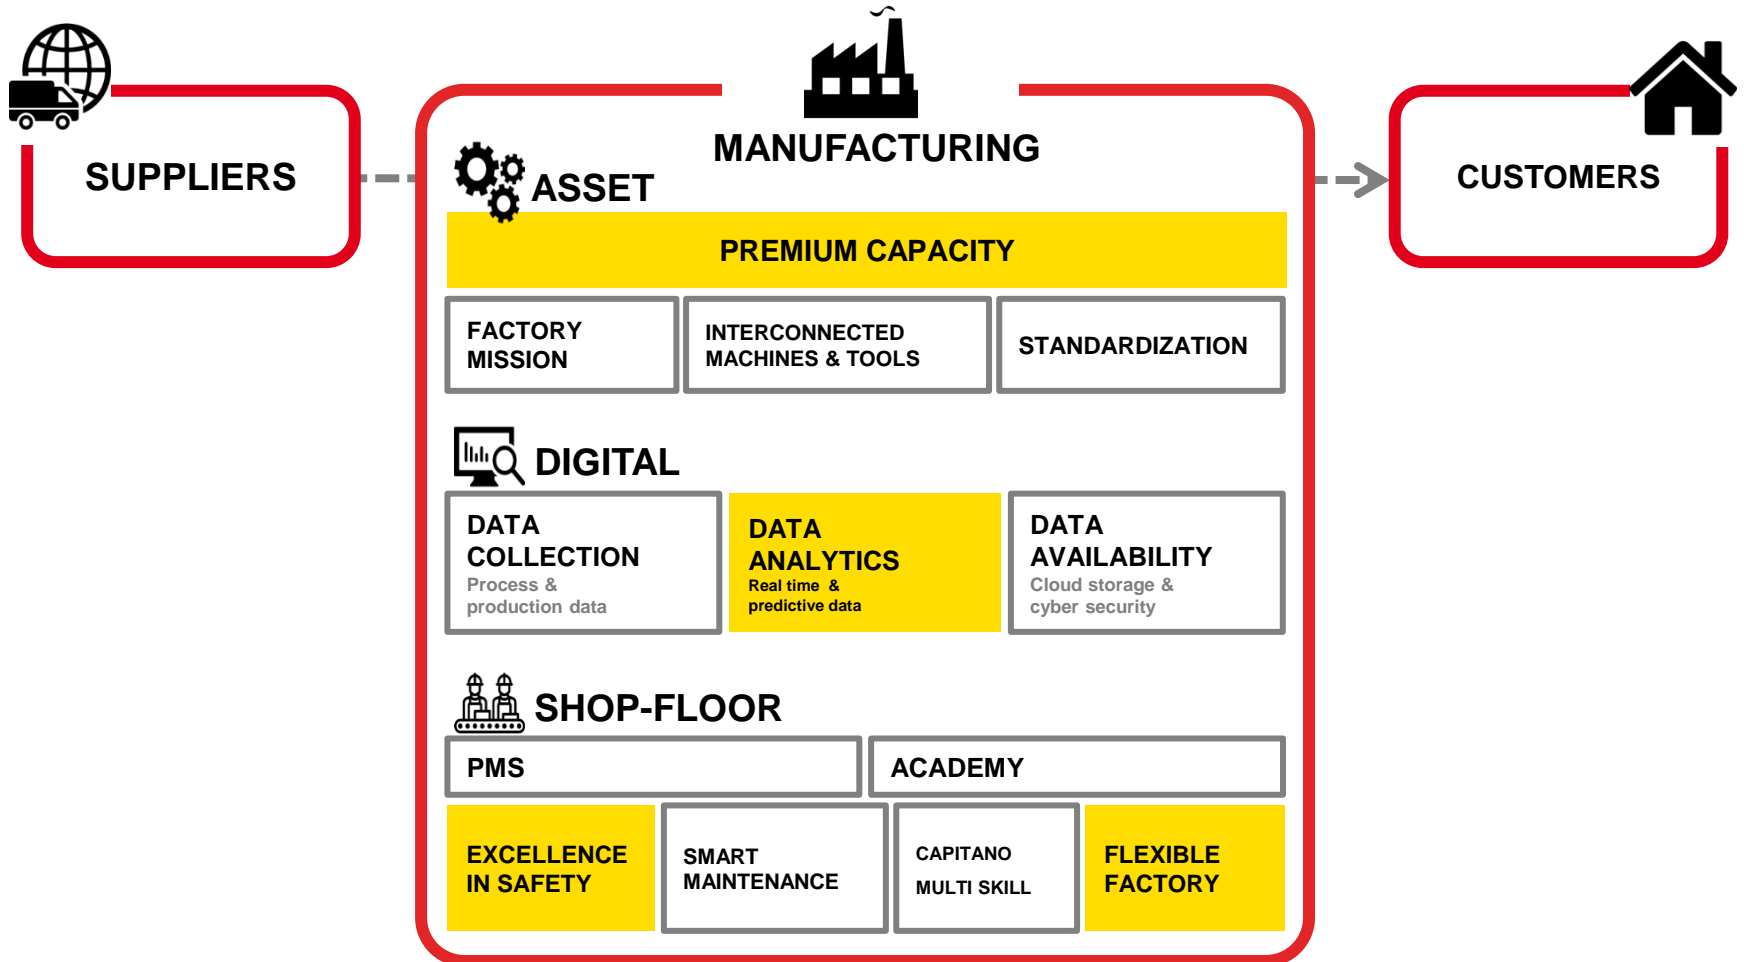 SUPPLIERS
MANUFACTURING
CUSTOMERS
ASSET
PREMIUM CAPACITY
FACTORY
MISSION
INTERCONNECTED
MACHINES & TOOLS
STANDARDIZATION
DIGITAL
DATA
COLLECTION
Process &
production data
DATA
ANALYTICS
Real time &
predictive data
DATA
AVAILABILITY
Cloud storage &
cyber security
SHOP-FLOOR
PMS
ACADEMY
EXCELLENCE
IN SAFETY
SMART
MAINTENANCE
CAPITANO
MULTI SKILL
FLEXIBLE
FACTORY